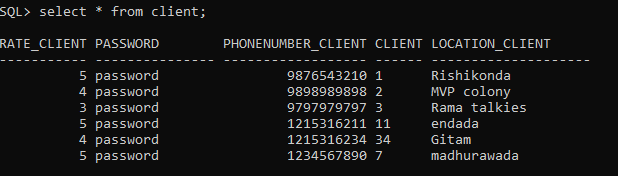 SQL> select * from client;
RATE_CLIENT PASSWORD        PHONENUMBER_CLIENT CLIENT LOCATION_CLIENT
----------- --------------- ------------------ ------ --------------------
          5 password                9876543210 1      Rishikonda
          4 password                9898989898 2      MVP colony
          3 password                9797979797 3      Rama talkies
          5 password                1215316211 11     endada
          4 password                1215316234 34     Gitam
          5 password                1234567890 7      madhurawada